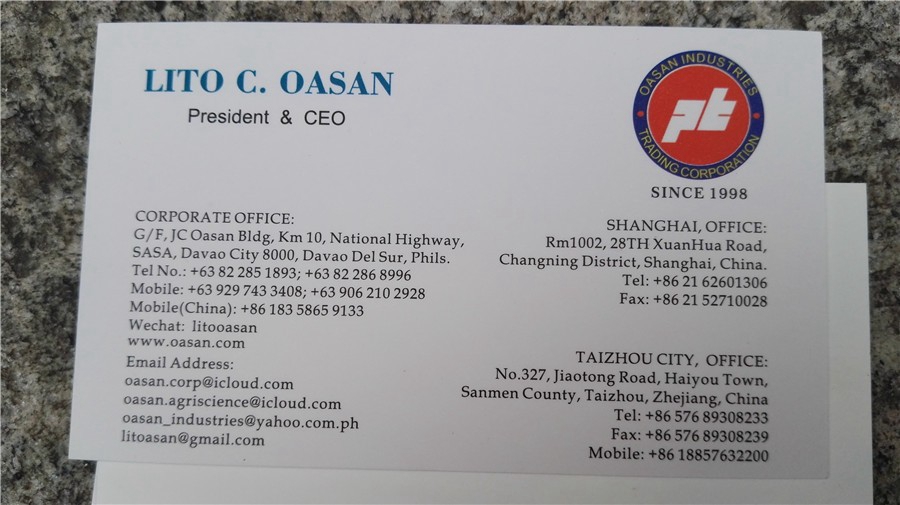 LITO C. OASAN
President & CEO
OASAN INDUSTRIES
pt
TRADING CORPORATION
SINCE 1998
CORPORATE OFFICE:
G/F, JC Oasan Bldg, Km 10, National Highway,
SASA, Davao City 8000, Davao Del Sur, Phils.
Tel No.: +63 82 285 1893; +63 82 286 8996
Mobile: +63 929 743 3408; +63 906 210 2928
Mobile(China): +86 183 5865 9133
Wechat: litooasan
www.oasan.com
Email Address:
oasan.corp@icloud.com
oasan.agriscience@icloud.com
oasan_industries@yahoo.com.ph
litoasan@gmail.com
SHANGHAI, OFFICE:
Rm1002, 28TH XuanHua Road,
Changning District, Shanghai, China.
Tel: +86 21 62601306
Fax: +86 21 52710028
TAIZHOU CITY, OFFICE:
No.327, Jiaotong Road, Haiyou Town,
Sanmen County, Taizhou, Zhejiang, China
Tel: +86 576 89308233
Fax: +86 576 89308239
Mobile: +86 18857632200